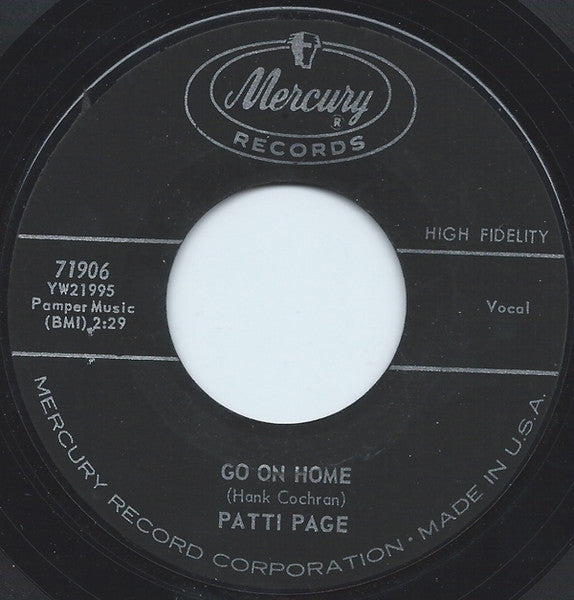 Mercury
R
RECORDS
HIGH FIDELITY
71906
YW21995
Pamper Music
(BMI) 2:29
Vocal
GO ON HOME
(Hank Cochran)
PATTI PAGE
MERCURY RECORD CORPORATION • MADE IN U.S.A.